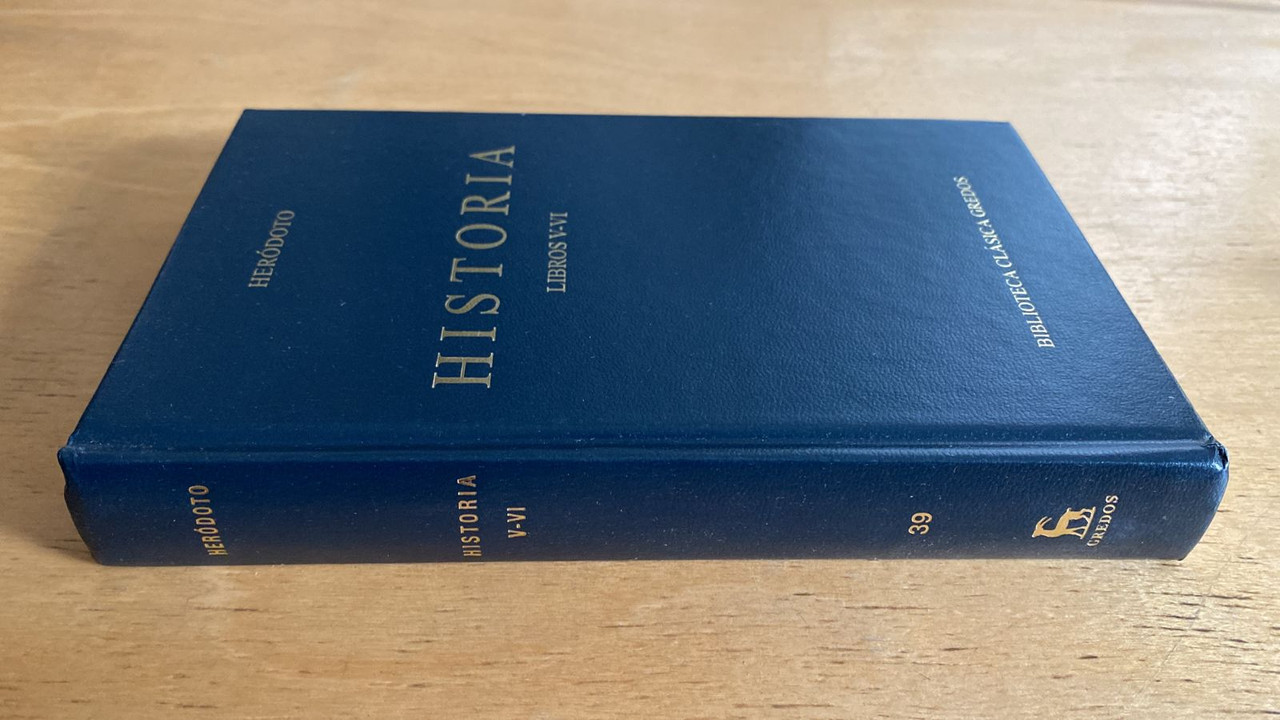 HERÓDOTO
HISTORIA
LIBROS V-VI
BIBLIOTECA CLÁSICA GREDOS
HERÓDOTO
HISTORIA
V-VI
39
GREDOS